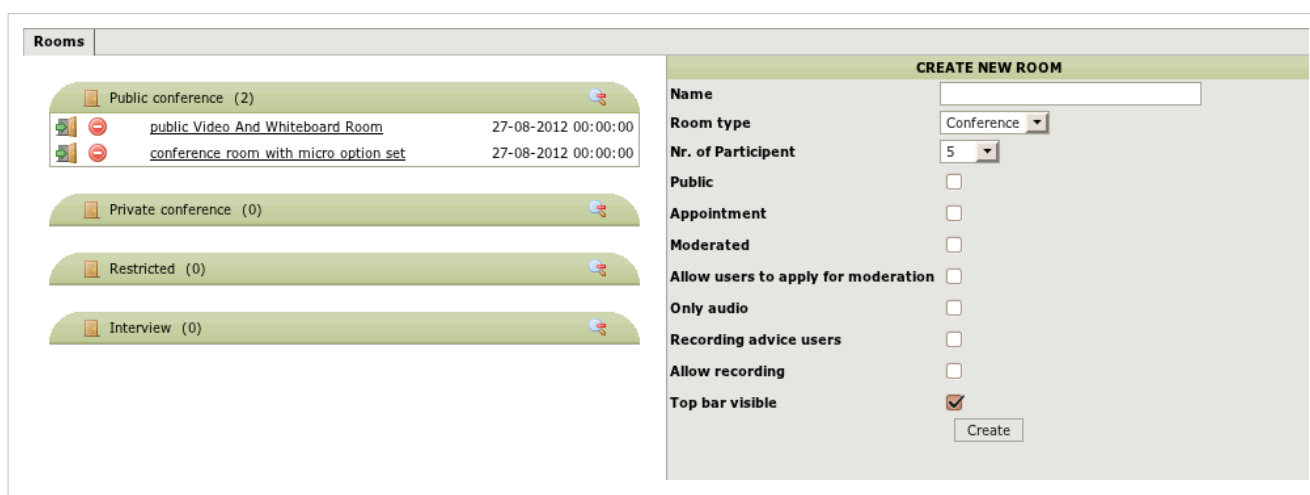 Rooms
Public conference (2)
public Video And Whiteboard Room 27-08-2012 00:00:00
conference room with micro option set 27-08-2012 00:00:00
Private conference (0)
Restricted (0)
Interview (0)
CREATE NEW ROOM
Name
Room type Conference
Nr. of Participent 5
Public
Appointment
Moderated
Allow users to apply for moderation
Only audio
Recording advice users
Allow recording
Top bar visible
Create